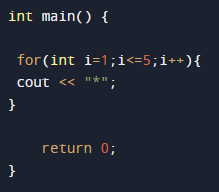 int main() {
for(int i=1;i<=5;i++){
cout << "*";
}
return 0;
}